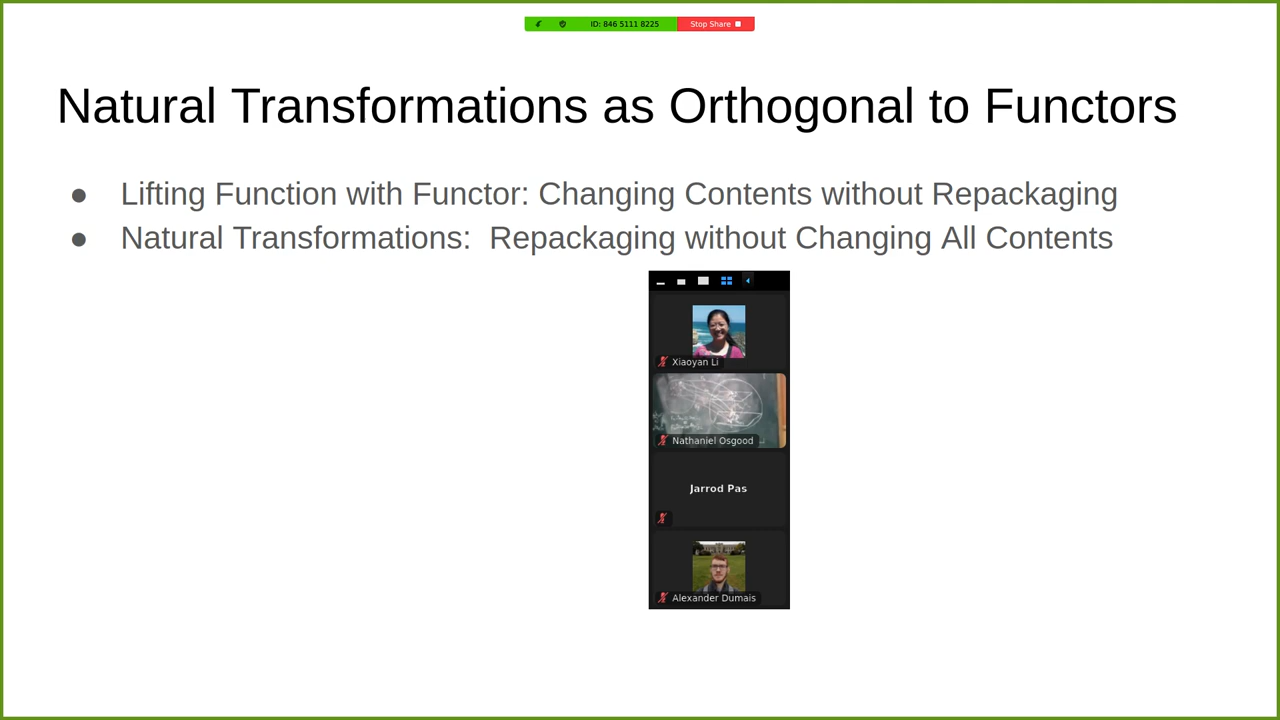 ID: 846 5111 8225 Stop Share
Natural Transformations as Orthogonal to Functors
● Lifting Function with Functor: Changing Contents without Repackaging
● Natural Transformations:  Repackaging without Changing All Contents
Xiaoyan Li
Nathaniel Osgood
Jarrod Pas
Alexander Dumais